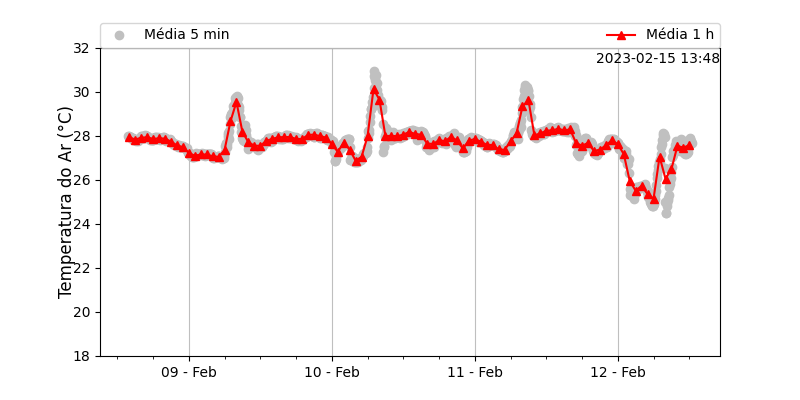 Média 5 min
Média 1 h
2023-02-15 13:48
Temperatura do Ar (°C)
32
30
28
26
24
22
20
18
09 - Feb
10 - Feb
11 - Feb
12 - Feb